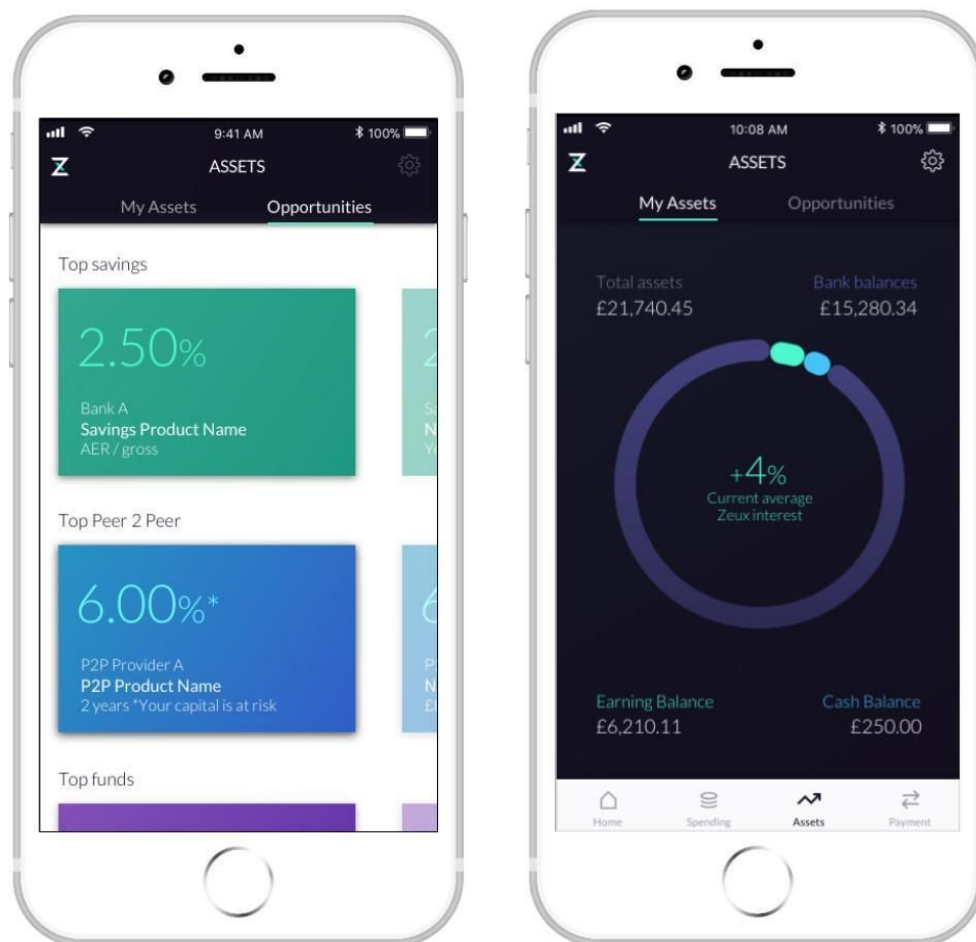 9:41 AM
100%
Z
ASSETS
My Assets
Opportunities
Top savings
2.50%
Bank A
Savings Product Name
AER / gross
Top Peer 2 Peer
6.00%*
P2P Provider A
P2P Product Name
2 years *Your capital is at risk
Top funds
10:08 AM
100%
Z
ASSETS
My Assets
Opportunities
Total assets
Bank balances
£21,740.45
£15,280.34
+4%
Current average
Zeux interest
Earning Balance
Cash Balance
£6,210.11
£250.00
Home
Spending
Assets
Payment